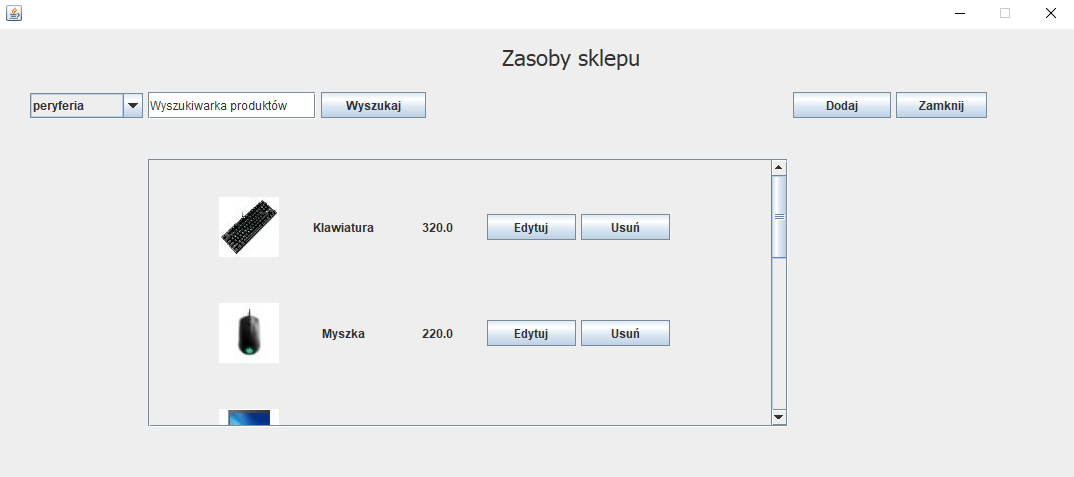 Zasoby sklepu
peryferia Wyszukiwarka produktów Wyszukaj Dodaj Zamknij
Klawiatura 320.0 Edytuj Usuń
Myszka 220.0 Edytuj Usuń